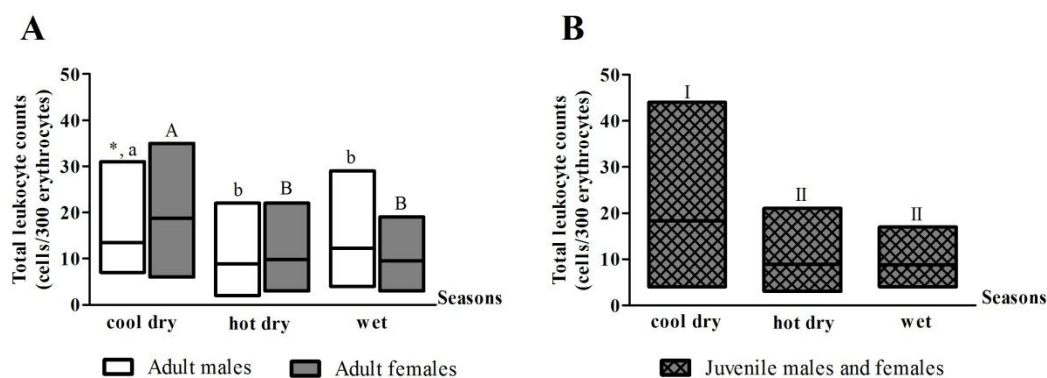 A
Total leukocyte counts
(cells/300 erythrocytes)
50
40
30
20
10
0
*, a
A
b
B
b
B
Seasons
cool dry
hot dry
wet
Adult males
Adult females
B
Total leukocyte counts
(cells/300 erythrocytes)
50
40
30
20
10
0
I
II
II
Seasons
cool dry
hot dry
wet
Juvenile males and females